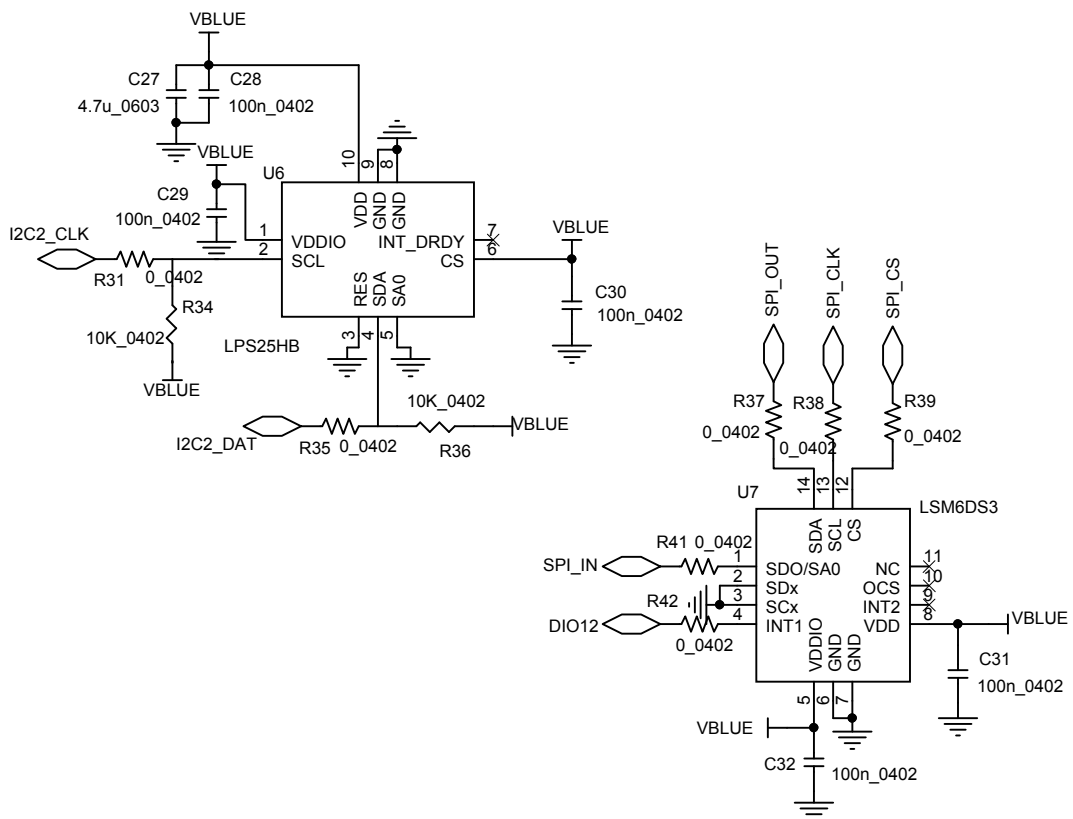 VBLUE
C27
4.7u_0603
C28
100n_0402
VBLUE
C29
100n_0402
U6
10
9
8
VDD
GND
GND
1
2
VDDIO
SCL
INT_DRDY
CS
7
6
RES
SDA
SA0
3
4
5
LPS25HB
I2C2_CLK
R31
0_0402
R34
10K_0402
VBLUE
VBLUE
C30
100n_0402
I2C2_DAT
R35
0_0402
10K_0402
R36
VBLUE
SPI_OUT
SPI_CLK
SPI_CS
R37
0_0402
R38
0_0402
R39
0_0402
U7
14
13
12
LSM6DS3
SDA
SCL
CS
SPI_IN
R41 0_0402
DIO12
R42
0_0402
1
2
3
4
SDO/SA0
SDx
SCx
INT1
NC
OCS
INT2
VDD
11
10
9
8
VDDIO
GND
GND
5
6
7
VBLUE
C31
100n_0402
VBLUE
C32
100n_0402